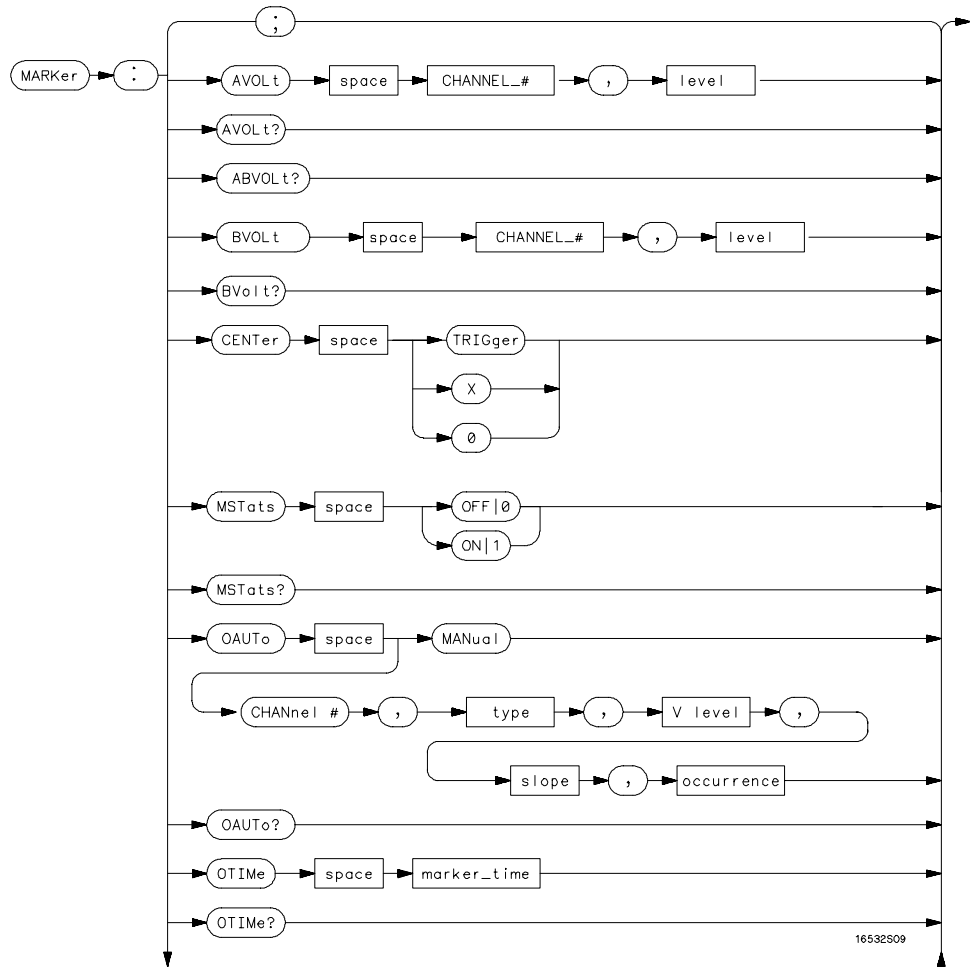 ;
MARKer : AVOLt space CHANNEL_# , level
AVOLt?
ABVOLt?
BVOLt space CHANNEL_# , level
BVolt?
CENTer space TRIGger
X
0
MSTats space OFF|0
ON|1
MSTats?
OAUTo space MANual
CHANnel # , type , V level ,
slope , occurrence
OAUTo?
OTIMe space marker_time
OTIMe?
16532S09